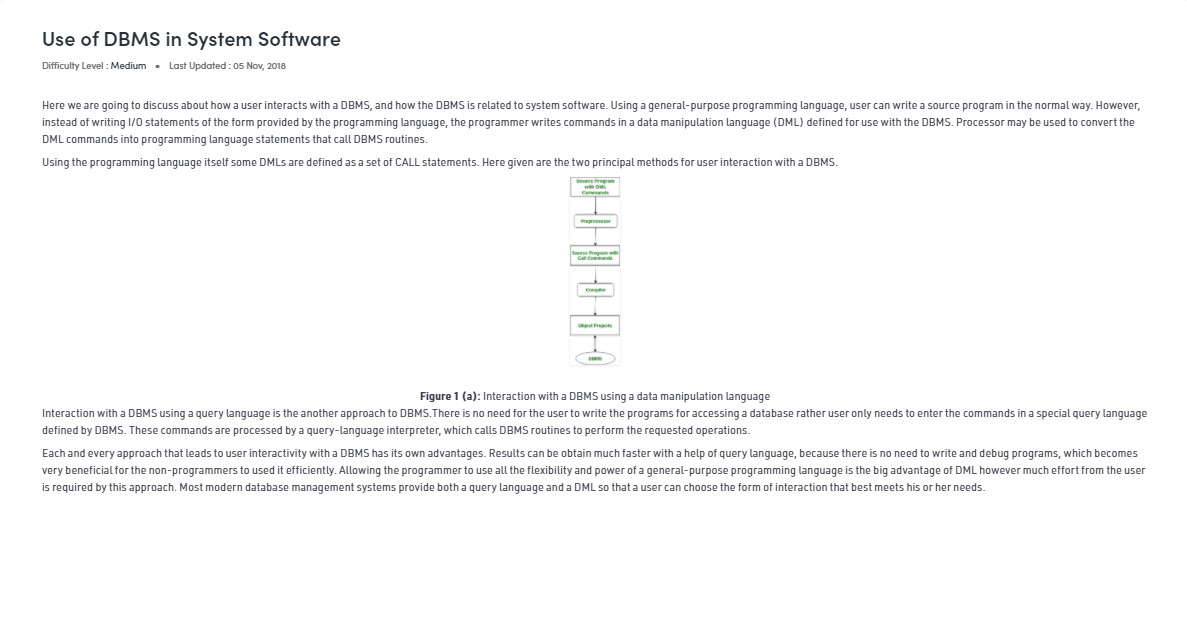 Use of DBMS in System Software
Difficulty Level : Medium • Last Updated : 05 Nov, 2018
Here we are going to discuss about how a user interacts with a DBMS, and how the DBMS is related to system software. Using a general-purpose programming language, user can write a source program in the normal way. However,
instead of writing I/O statements of the form provided by the programming language, the programmer writes commands in a data manipulation language (DML) defined for use with the DBMS. Processor may be used to convert the
DML commands into programming language statements that call DBMS routines.
Using the programming language itself some DMLs are defined as a set of CALL statements. Here given are the two principal methods for user interaction with a DBMS.
Source Program
with DML
Commands
Preprocessor
Source Program with
Call Commands
Compiler
Object Projects
DBMS
Figure 1 (a): Interaction with a DBMS using a data manipulation language
Interaction with a DBMS using a query language is the another approach to DBMS.There is no need for the user to write the programs for accessing a database rather user only needs to enter the commands in a special query language
defined by DBMS. These commands are processed by a query-language interpreter, which calls DBMS routines to perform the requested operations.
Each and every approach that leads to user interactivity with a DBMS has its own advantages. Results can be obtain much faster with a help of query language, because there is no need to write and debug programs, which becomes
very beneficial for the non-programmers to used it efficiently. Allowing the programmer to use all the flexibility and power of a general-purpose programming language is the big advantage of DML however much effort from the user
is required by this approach. Most modern database management systems provide both a query language and a DML so that a user can choose the form of interaction that best meets his or her needs.